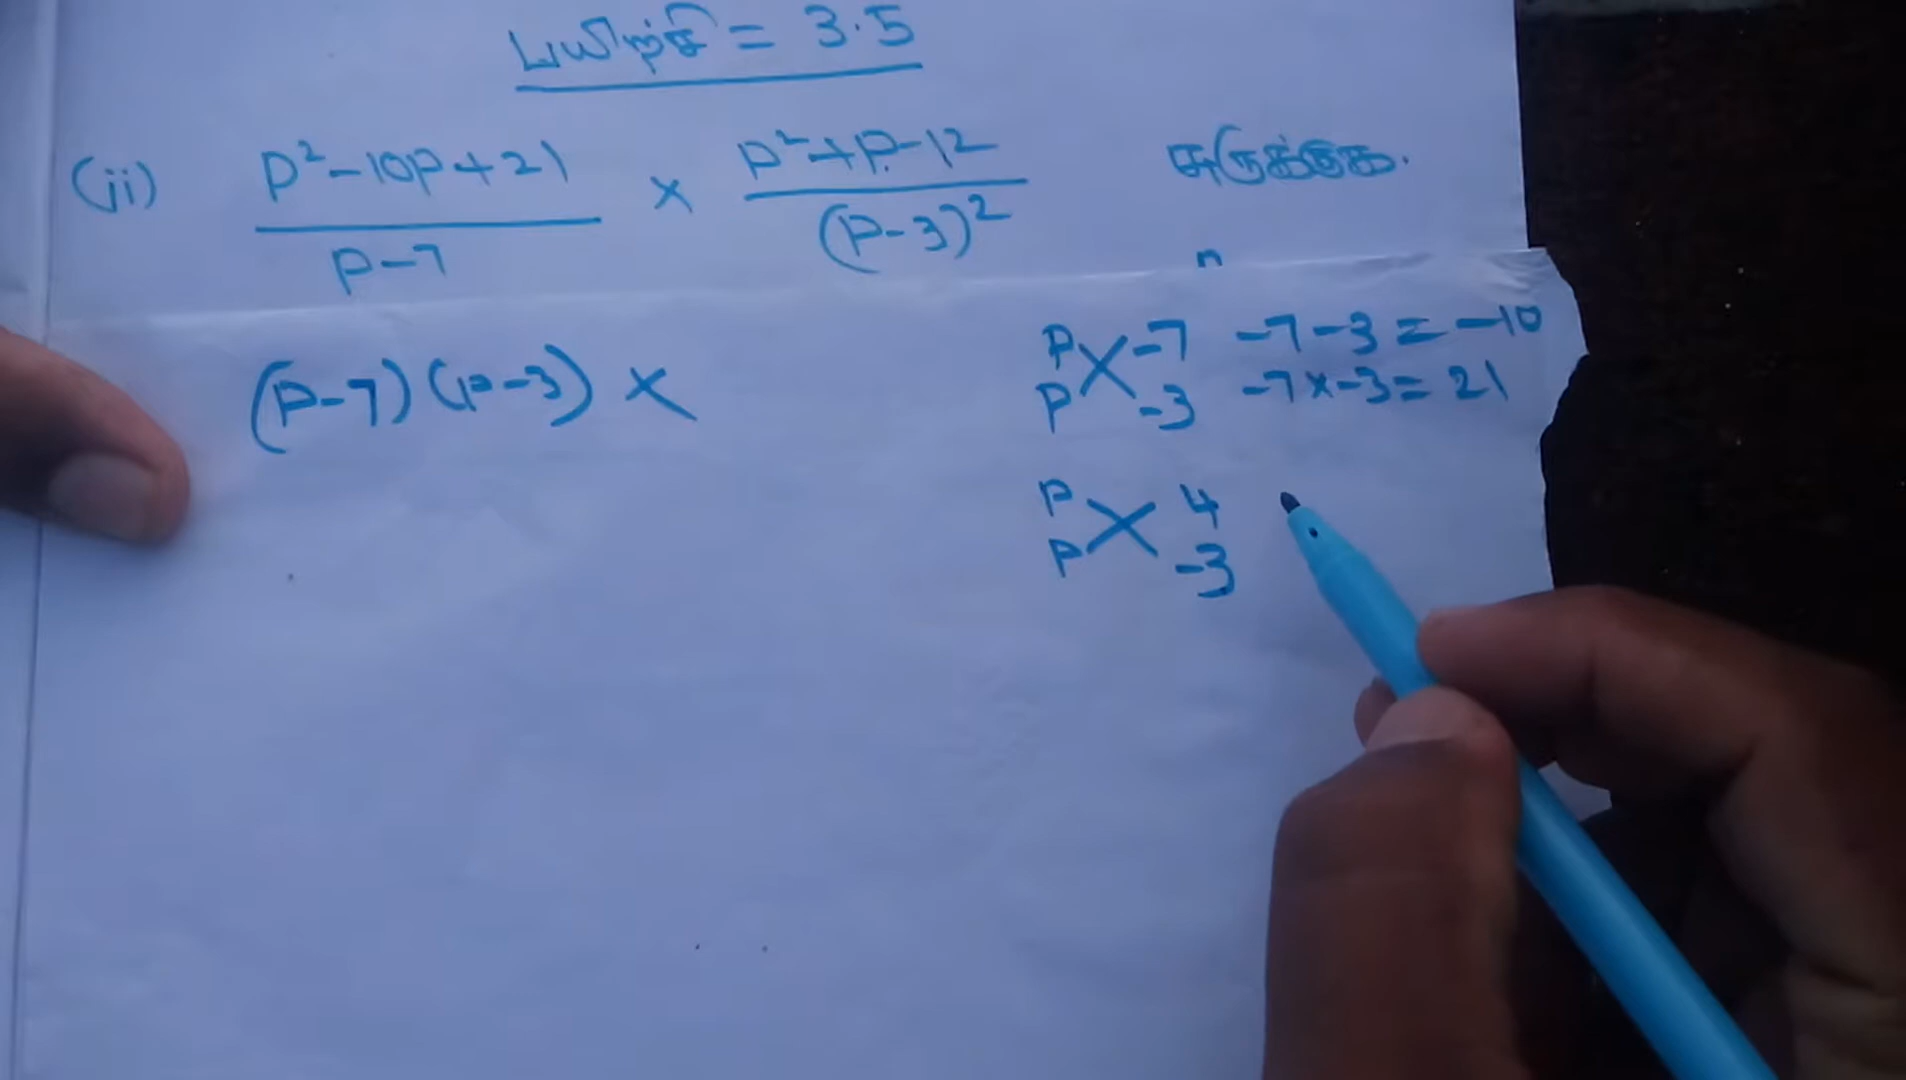 பயிற்சி = 3.5
(ii) p²-10p+21 / p-7 × p²+p-12 / (p-3)² சுருக்குக.
(p-7)(p-3) ×
p -7 -7-3 = -10
p -3 -7×-3 = 21
p 4
p -3